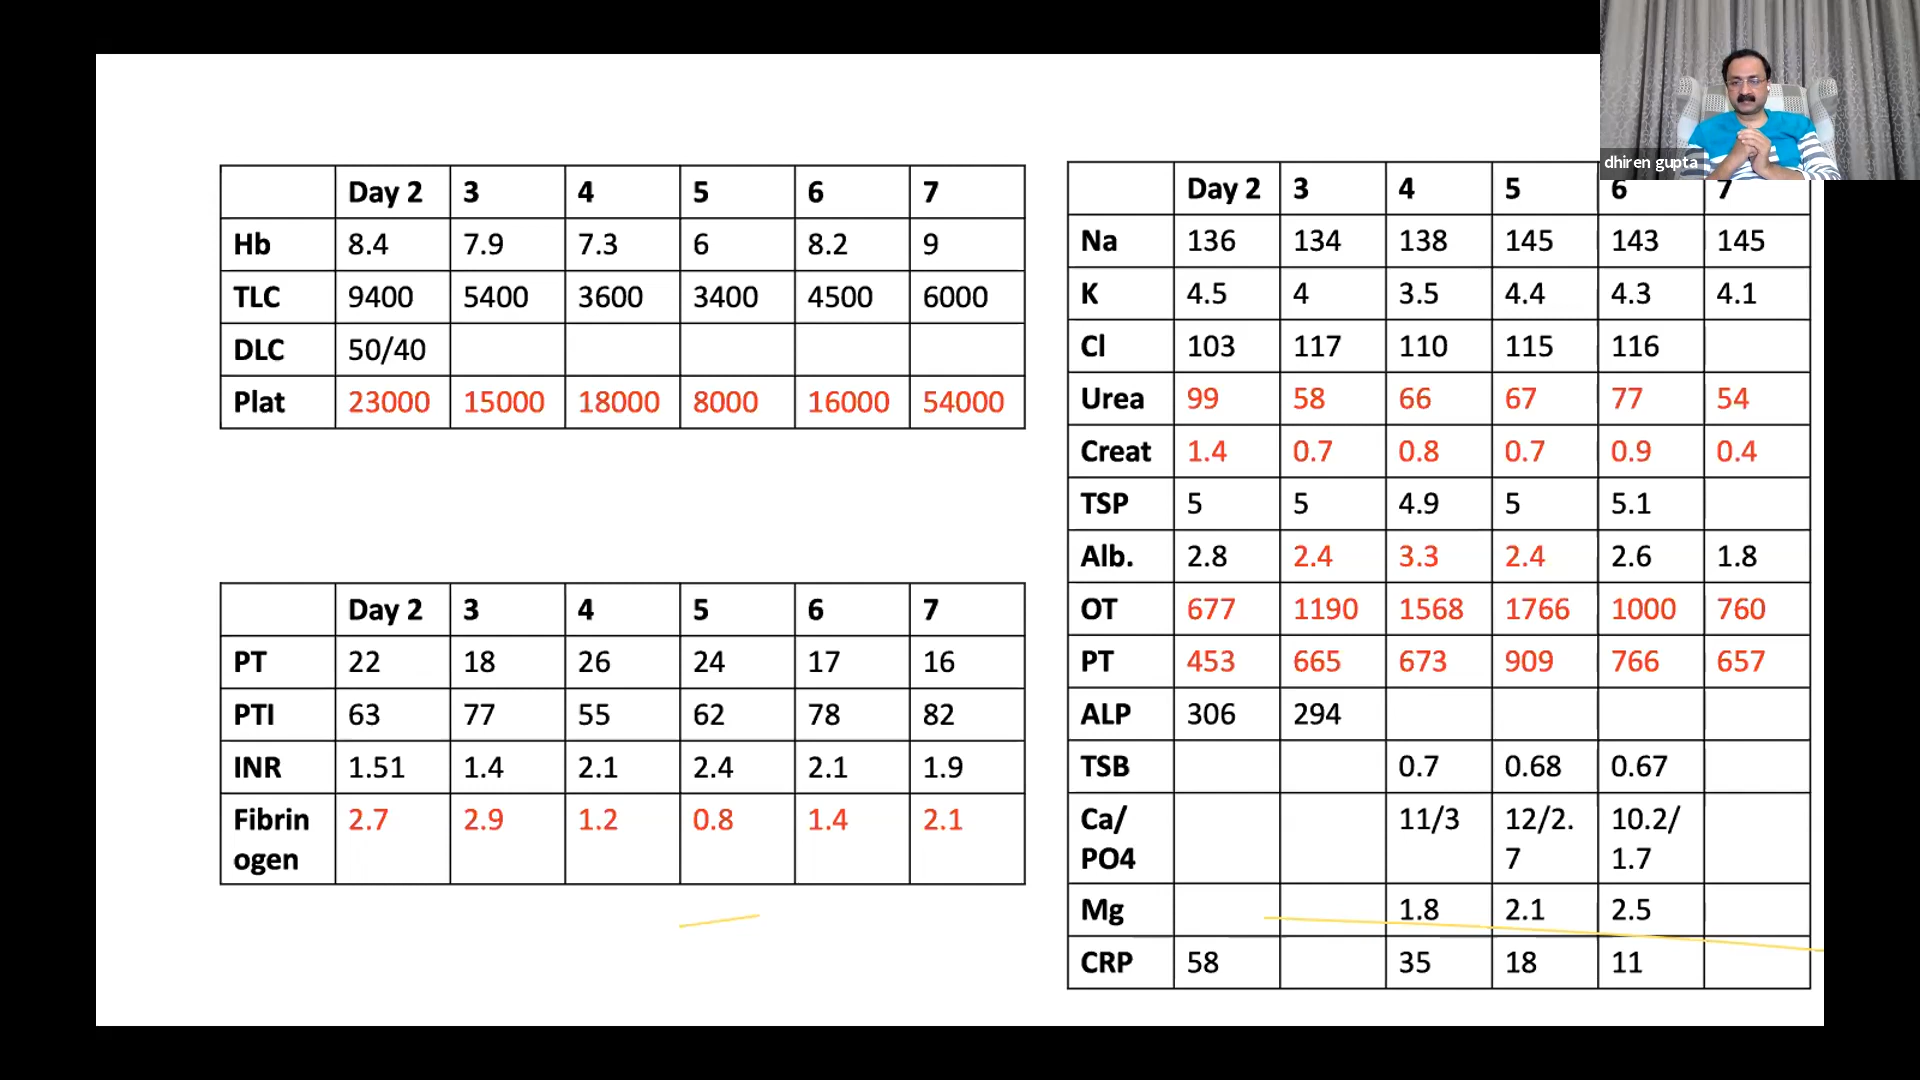 dhiren gupta
Day 2 3 4 5 6 7
Hb 8.4 7.9 7.3 6 8.2 9
TLC 9400 5400 3600 3400 4500 6000
DLC 50/40
Plat 23000 15000 18000 8000 16000 54000
Day 2 3 4 5 6 7
PT 22 18 26 24 17 16
PTI 63 77 55 62 78 82
INR 1.51 1.4 2.1 2.4 2.1 1.9
Fibrin 2.7 2.9 1.2 0.8 1.4 2.1
ogen
Day 2 3 4 5 6 7
Na 136 134 138 145 143 145
K 4.5 4 3.5 4.4 4.3 4.1
Cl 103 117 110 115 116
Urea 99 58 66 67 77 54
Creat 1.4 0.7 0.8 0.7 0.9 0.4
TSP 5 5 4.9 5 5.1
Alb. 2.8 2.4 3.3 2.4 2.6 1.8
OT 677 1190 1568 1766 1000 760
PT 453 665 673 909 766 657
ALP 306 294
TSB 0.7 0.68 0.67
Ca/ 11/3 12/2. 10.2/
PO4 7 1.7
Mg 1.8 2.1 2.5
CRP 58 35 18 11